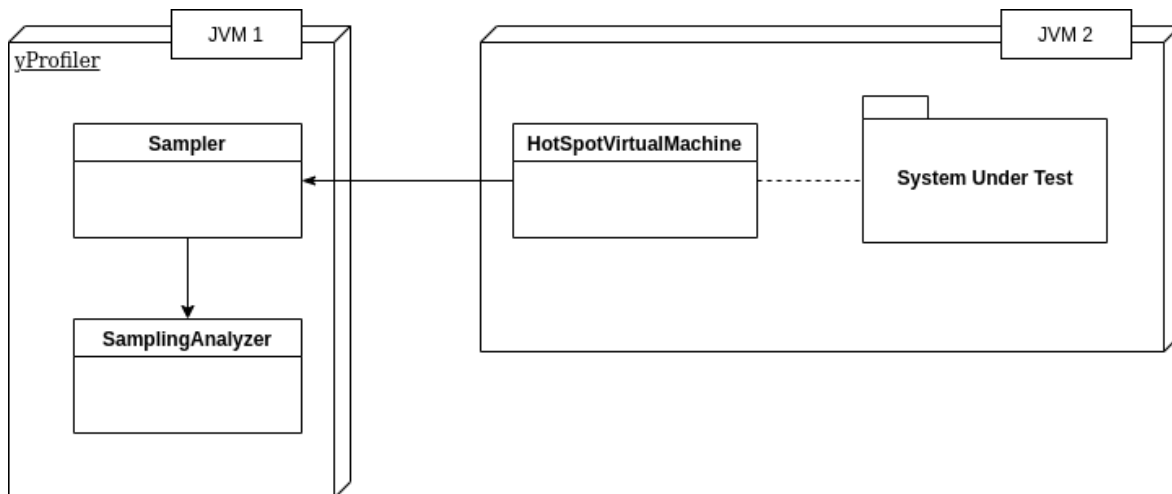 JVM 1
yProfiler
Sampler
SamplingAnalyzer
JVM 2
HotSpotVirtualMachine
System Under Test